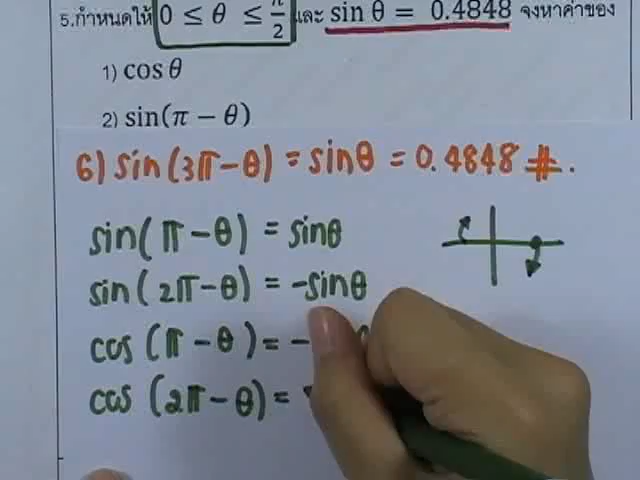 5.กำหนดให้ 0 ≤ θ ≤ π/2 และ sin θ = 0.4848 จงหาค่าของ
1) cos θ
2) sin(π − θ)
6) sin(3π−θ) = sinθ = 0.4848 #.
sin(π−θ) = sinθ
sin(2π−θ) = -sinθ
cos(π−θ) = -
cos(2π−θ) =